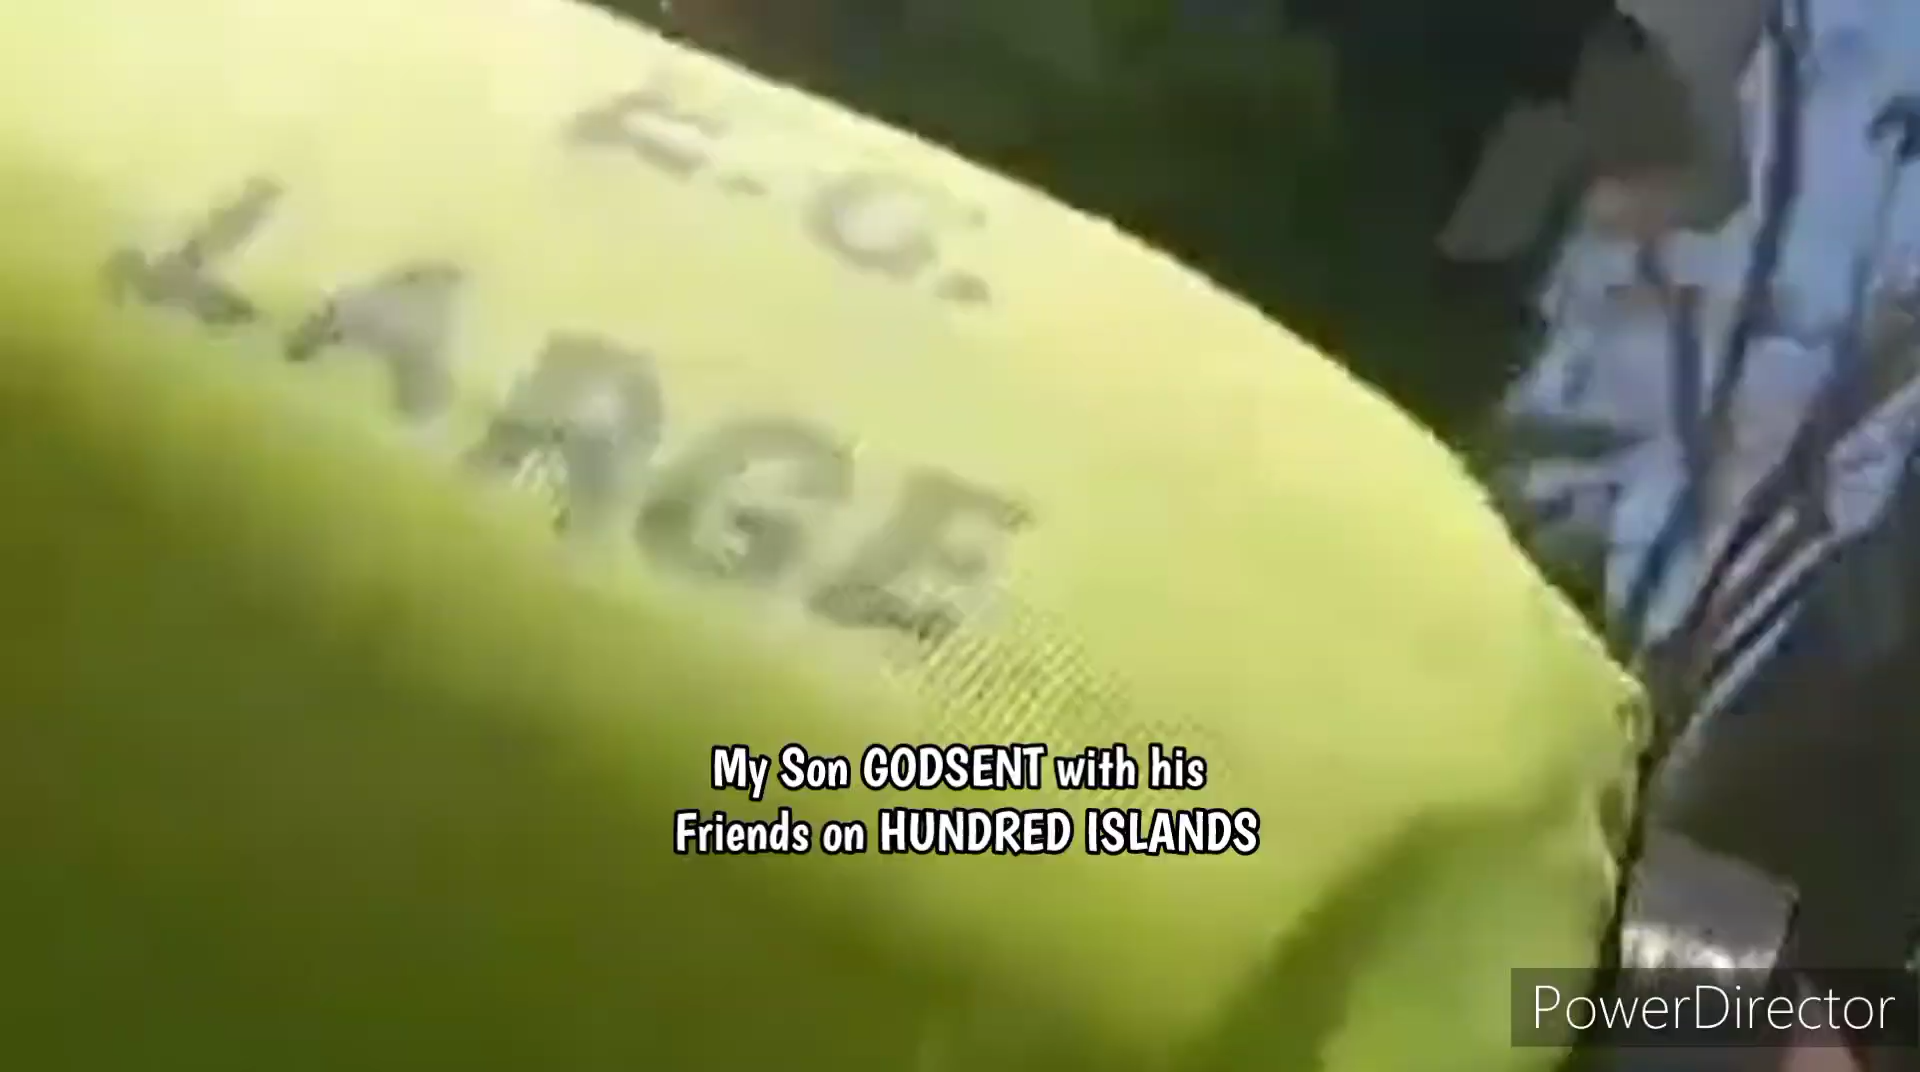 LARGE
My Son GODSENT with his
Friends on HUNDRED ISLANDS
PowerDirector